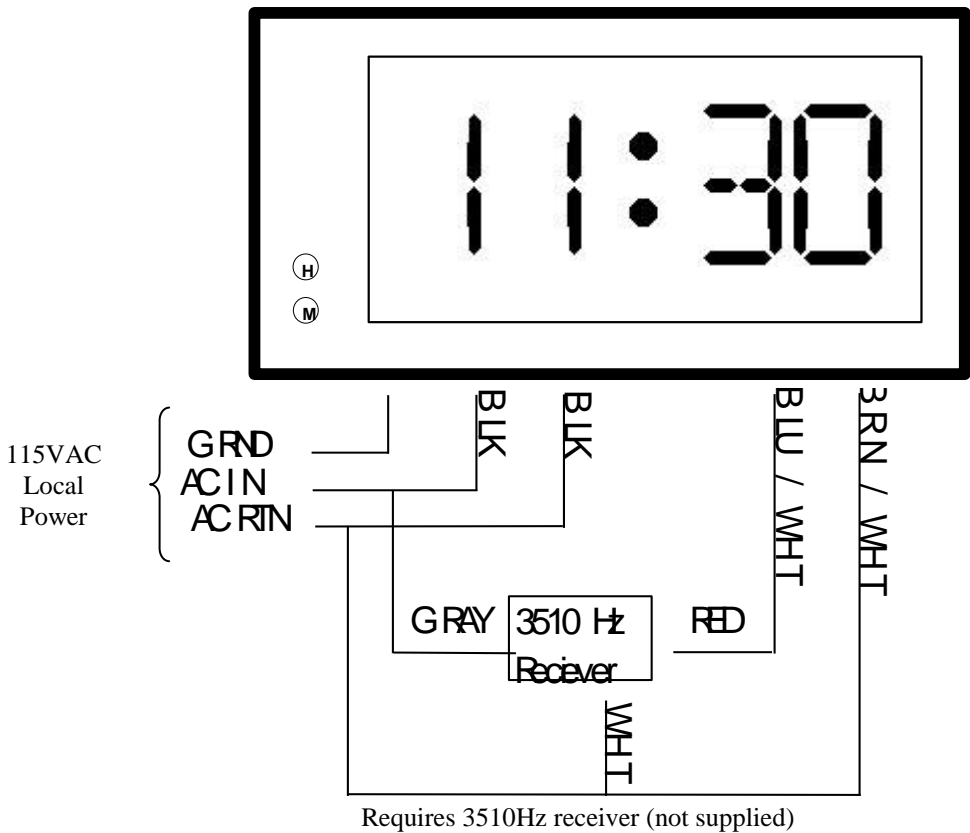 11:30
H
M
115VAC
Local
Power
GRND
AC IN
AC RTN
BLK
BLK
BLU / WHT
BRN / WHT
GRAY
3510 Hz
Reciever
RED
WHT
Requires 3510Hz receiver (not supplied)